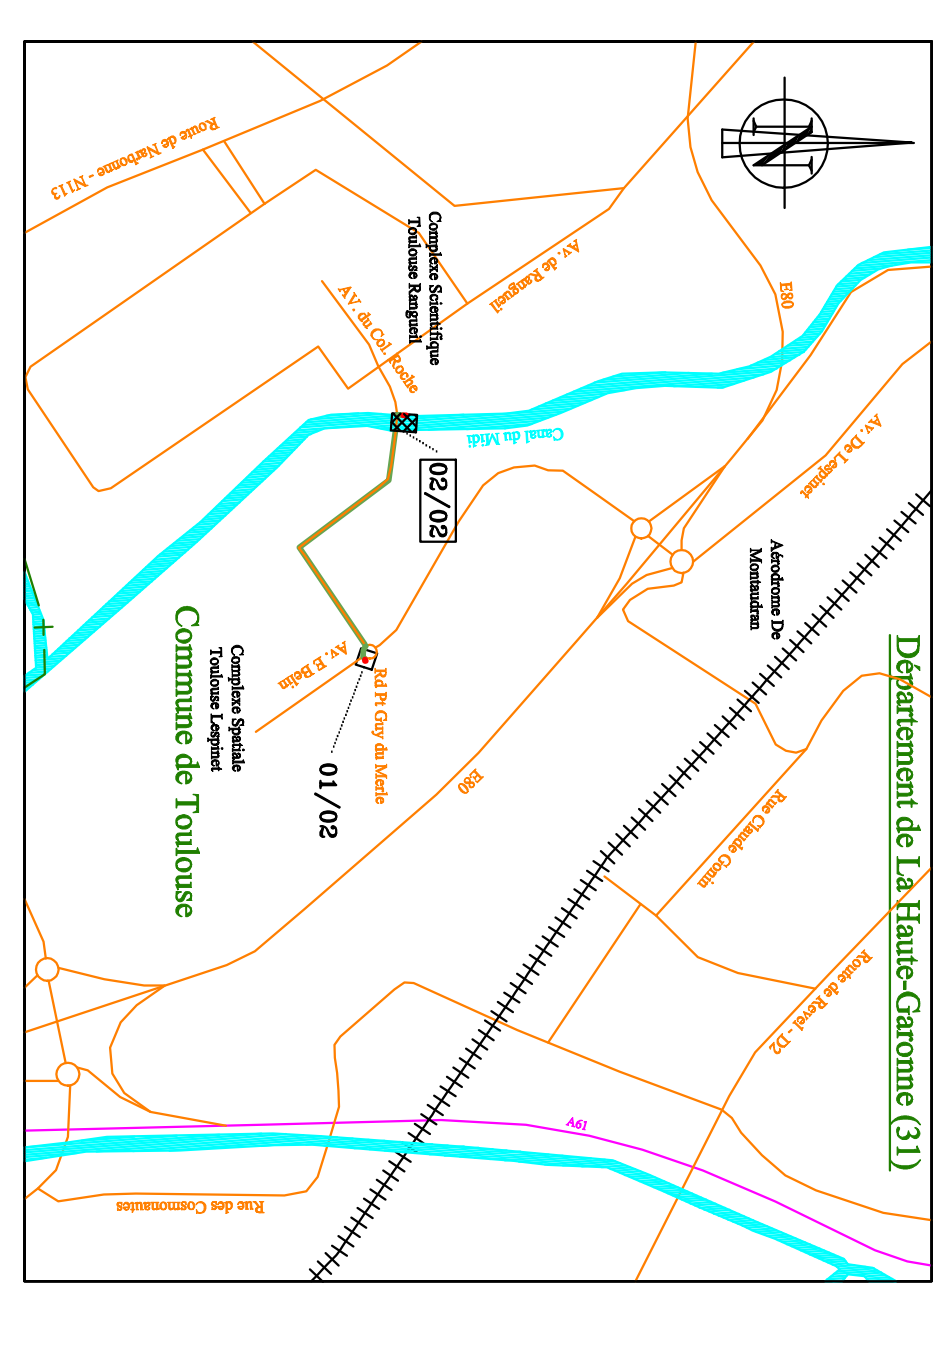 Département de La Haute-Garonne (31)
N
E80
Av. De Lespinet
Aérodrome De
Montaudran
Rue Claude Gonin
Route de Revel - D2
A61
Av. de Rangueil
Canal du Midi
Complexe Scientifique
Toulouse Rangueil
AV. du Col. Roche
02/02
Route de Narbonne - N113
Rd Pt Guy du Merle
01/02
Av. E Belin
E80
Complexe Spatiale
Toulouse Lespinet
Commune de Toulouse
Rue des Cosmonautes